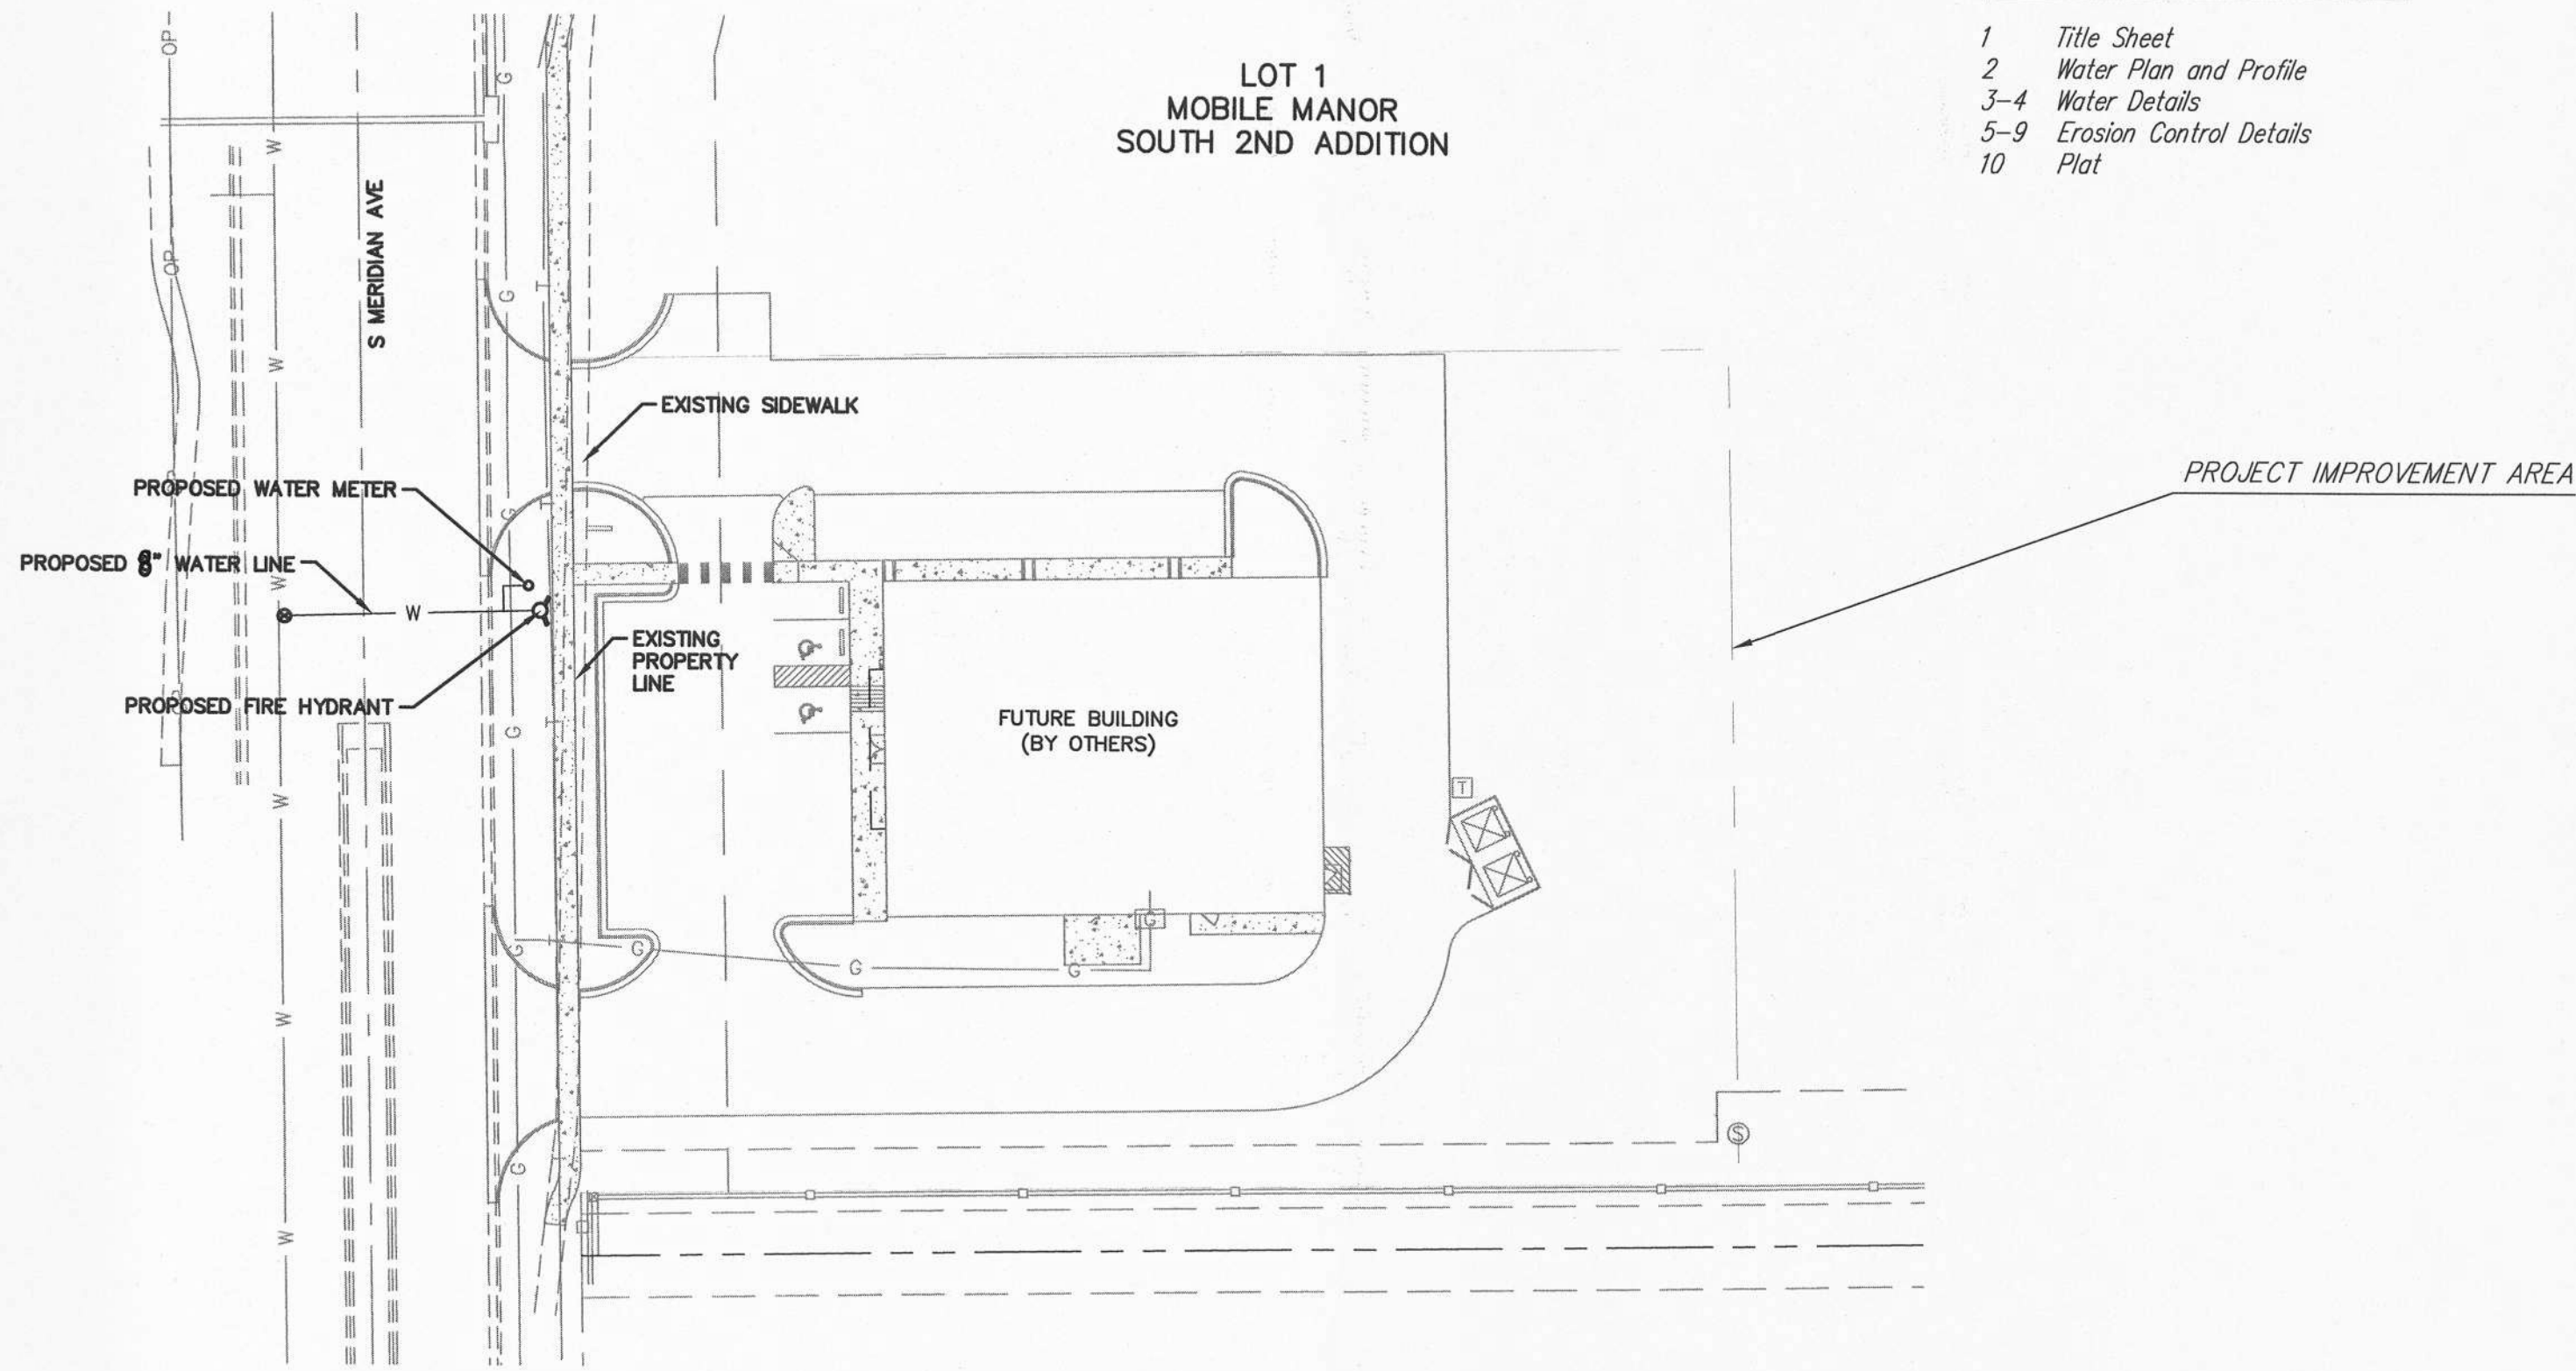 LOT 1
MOBILE MANOR
SOUTH 2ND ADDITION
1 Title Sheet
2 Water Plan and Profile
3-4 Water Details
5-9 Erosion Control Details
10 Plat
OP
OP
S MERIDIAN AVE
W
W
W
W
W
W
W
G
G
G
G
G
G
G
G
G
G
T
T
T
T
T
EXISTING SIDEWALK
PROJECT IMPROVEMENT AREA
PROPOSED WATER METER
PROPOSED WATER LINE
EXISTING
PROPERTY
LINE
PROPOSED FIRE HYDRANT
FUTURE BUILDING
(BY OTHERS)
T
S